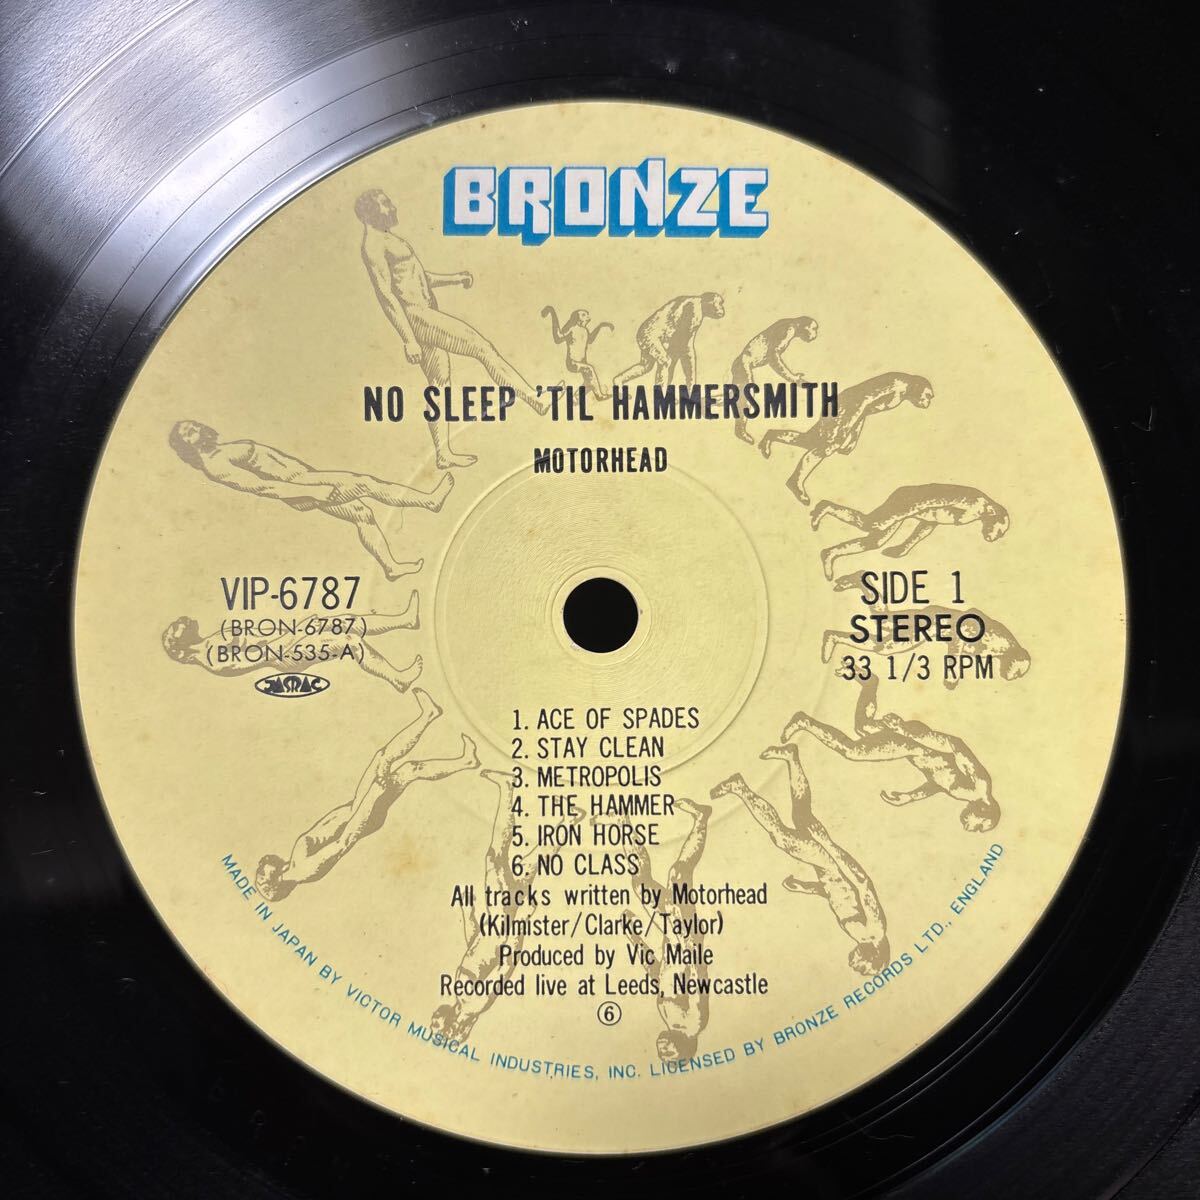 BRONZE
NO SLEEP 'TIL HAMMERSMITH
MOTORHEAD
VIP-6787
(BRON-6787)
(BRON-535-A)
JASRAC
SIDE 1
STEREO
33 1/3 RPM
1. ACE OF SPADES
2. STAY CLEAN
3. METROPOLIS
4. THE HAMMER
5. IRON HORSE
6. NO CLASS
All tracks written by Motorhead
(Kilmister/Clarke/Taylor)
Produced by Vic Maile
Recorded live at Leeds, Newcastle
⑥
MADE IN JAPAN BY VICTOR MUSICAL INDUSTRIES, INC. LICENSED BY BRONZE RECORDS LTD., ENGLAND